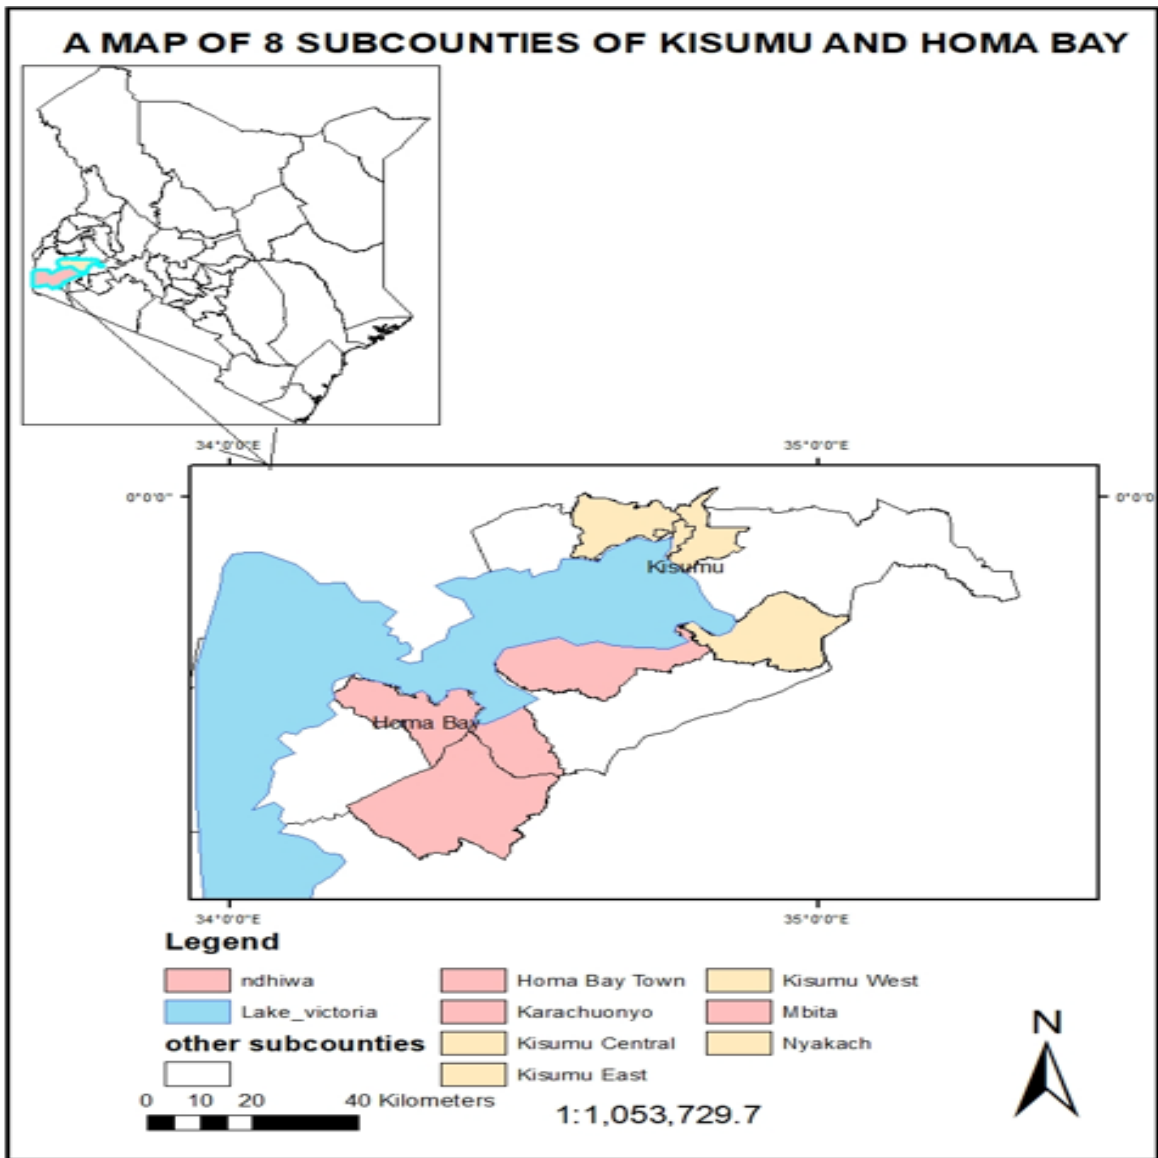 A MAP OF 8 SUBCOUNTIES OF KISUMU AND HOMA BAY
34°0'0"E 35°0'0"E
0°0'0" 0°0'0
Kisumu
Homa Bay
34°0'0"E 35°0'0"E
Legend
ndhiwa Homa Bay Town Kisumu West
Lake_victoria Karachuonyo Mbita
other subcounties Kisumu Central Nyakach
Kisumu East
N
0 10 20 40 Kilometers
1:1,053,729.7